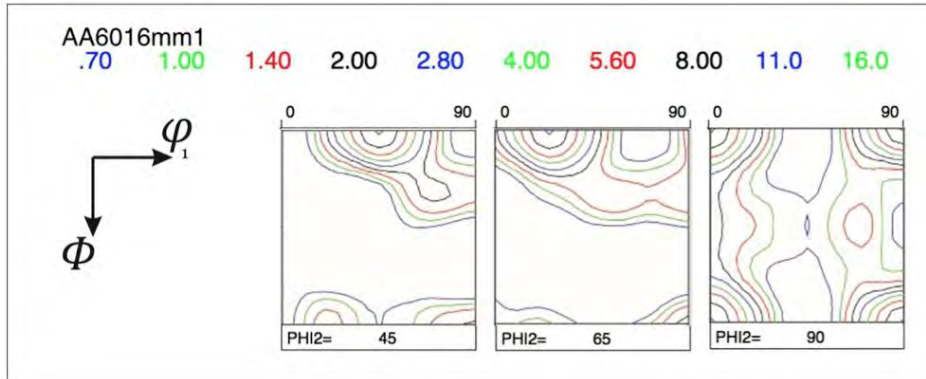 AA6016mm1
.70 1.00 1.40 2.00 2.80 4.00 5.60 8.00 11.0 16.0
0 90 0 90 0 90
φ1
Φ
PHI2= 45 PHI2= 65 PHI2= 90